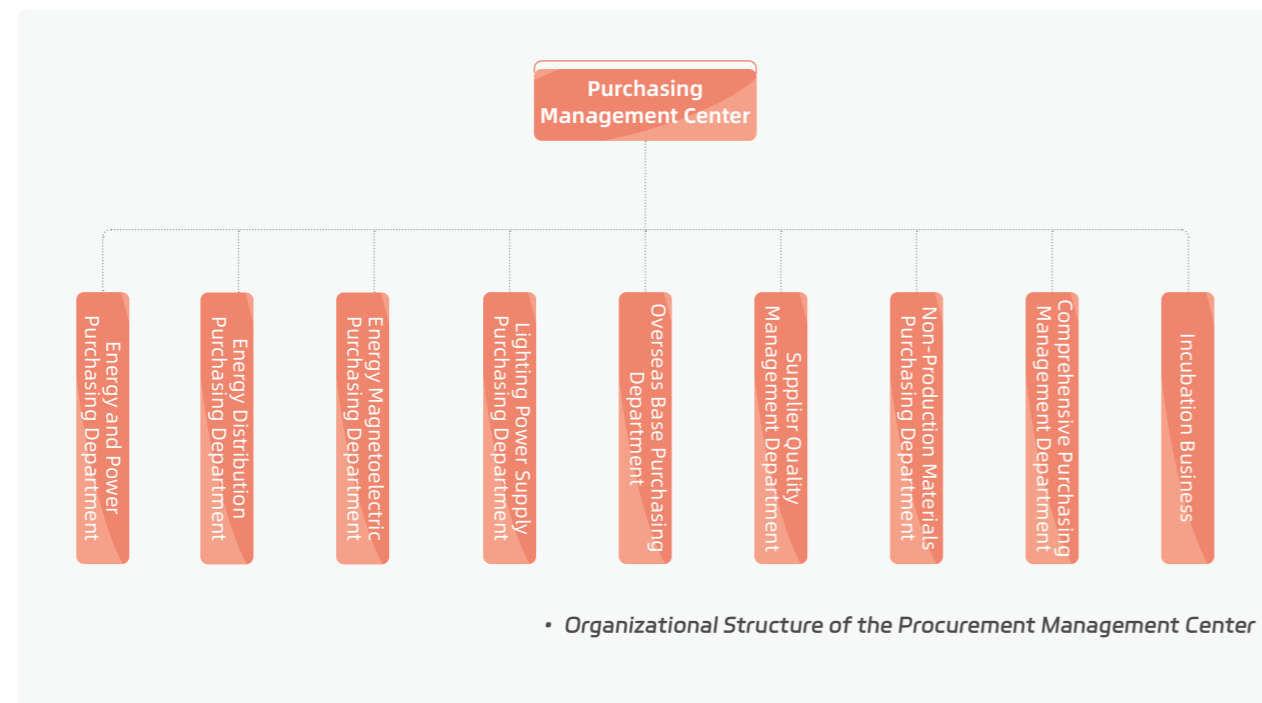 Purchasing
Management Center
Energy and Power
Purchasing Department
Energy Distribution
Purchasing Department
Energy Magnetoelectric
Purchasing Department
Lighting Power Supply
Purchasing Department
Overseas Base Purchasing
Department
Supplier Quality
Management Department
Non-Production Materials
Purchasing Department
Comprehensive Purchasing
Management Department
Incubation Business
• Organizational Structure of the Procurement Management Center